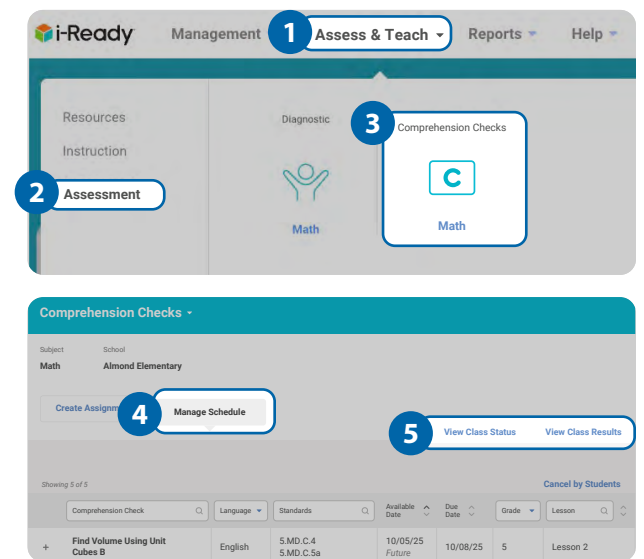 i-Ready Management 1 Assess & Teach Reports Help
Resources
Instruction
2 Assessment
Diagnostic
Math
3 Comprehension Checks
C
Math
Comprehension Checks
Subject School
Math Almond Elementary
Create Assignm 4 Manage Schedule
5 View Class Status View Class Results
Showing 5 of 5 Cancel by Students
Comprehension Check Language Standards Available Date Due Date Grade Lesson
+ Find Volume Using Unit Cubes B English 5.MD.C.4 5.MD.C.5a 10/05/25 Future 10/08/25 5 Lesson 2